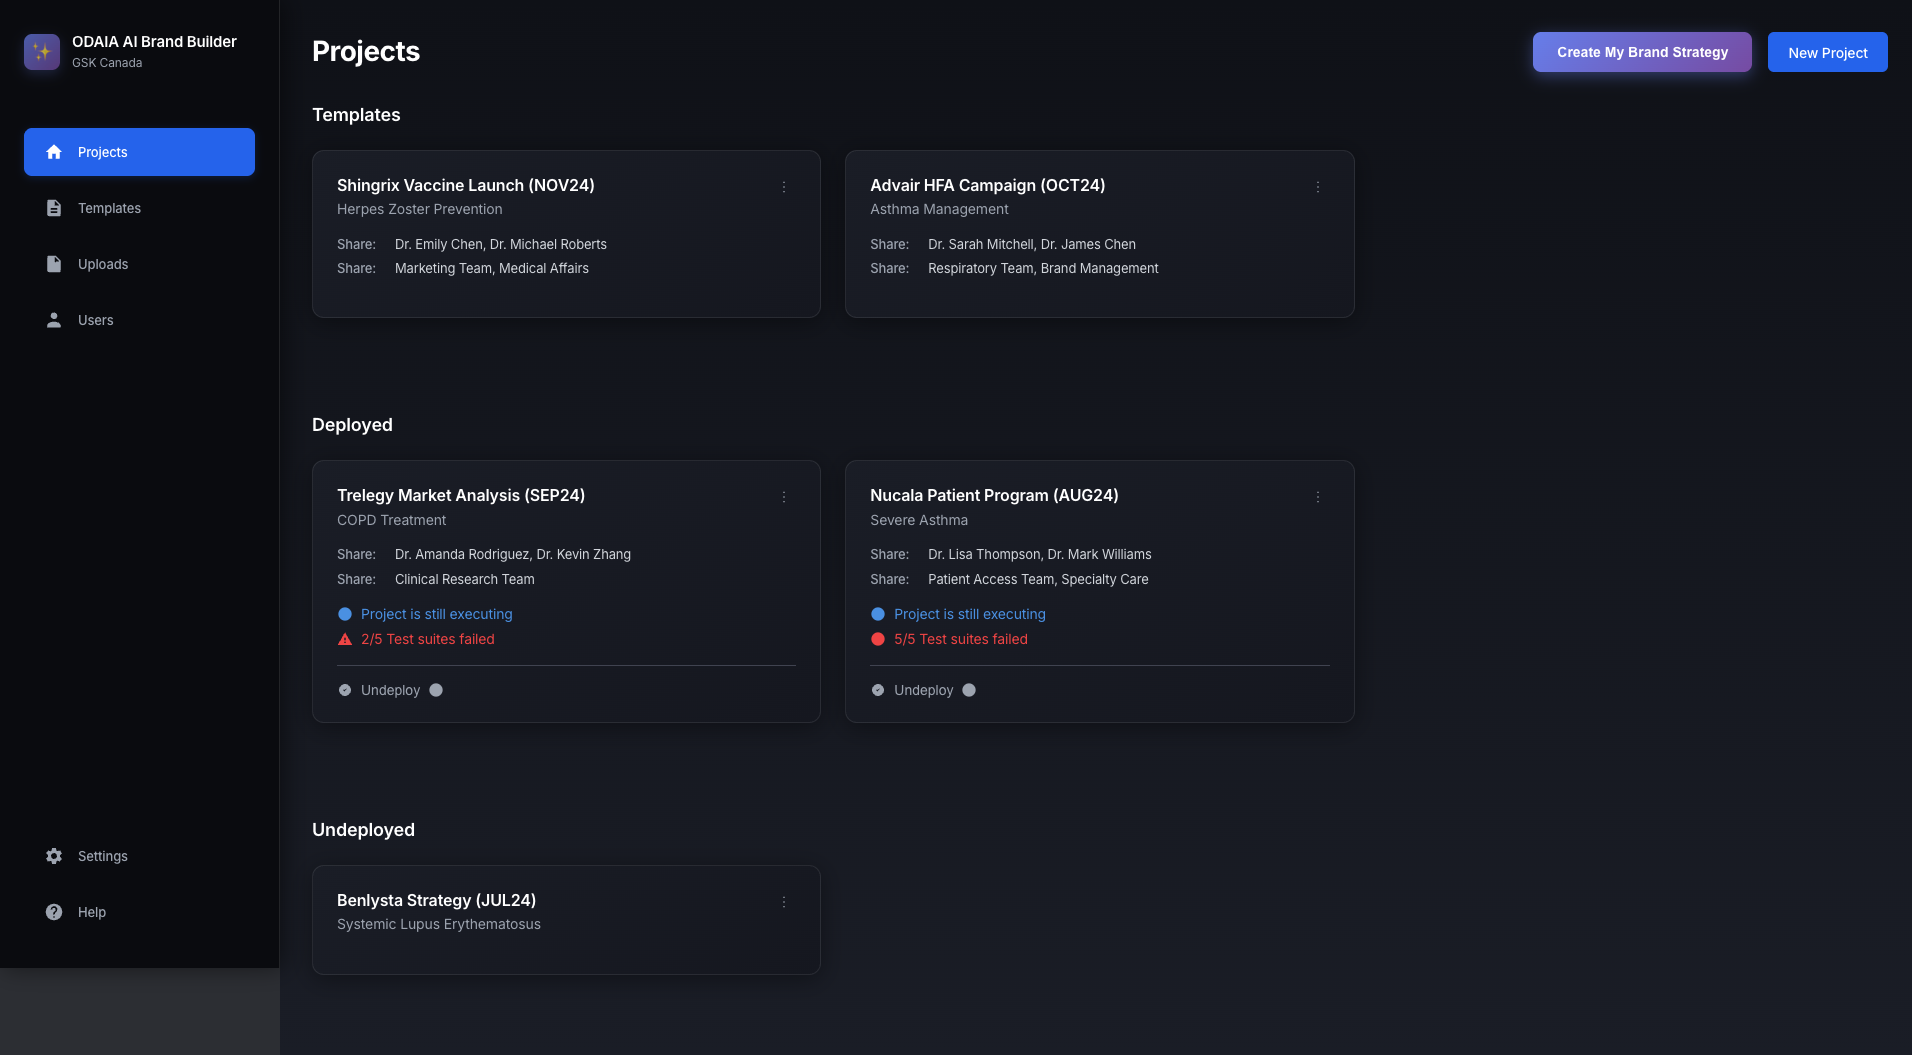 ODAIA AI Brand Builder
GSK Canada
Projects
Templates
Uploads
Users
Settings
Help
Projects
Create My Brand Strategy
New Project
Templates
Shingrix Vaccine Launch (NOV24)
Herpes Zoster Prevention
Share: Dr. Emily Chen, Dr. Michael Roberts
Share: Marketing Team, Medical Affairs
Advair HFA Campaign (OCT24)
Asthma Management
Share: Dr. Sarah Mitchell, Dr. James Chen
Share: Respiratory Team, Brand Management
Deployed
Trelegy Market Analysis (SEP24)
COPD Treatment
Share: Dr. Amanda Rodriguez, Dr. Kevin Zhang
Share: Clinical Research Team
Project is still executing
2/5 Test suites failed
Undeploy
Nucala Patient Program (AUG24)
Severe Asthma
Share: Dr. Lisa Thompson, Dr. Mark Williams
Share: Patient Access Team, Specialty Care
Project is still executing
5/5 Test suites failed
Undeploy
Undeployed
Benlysta Strategy (JUL24)
Systemic Lupus Erythematosus